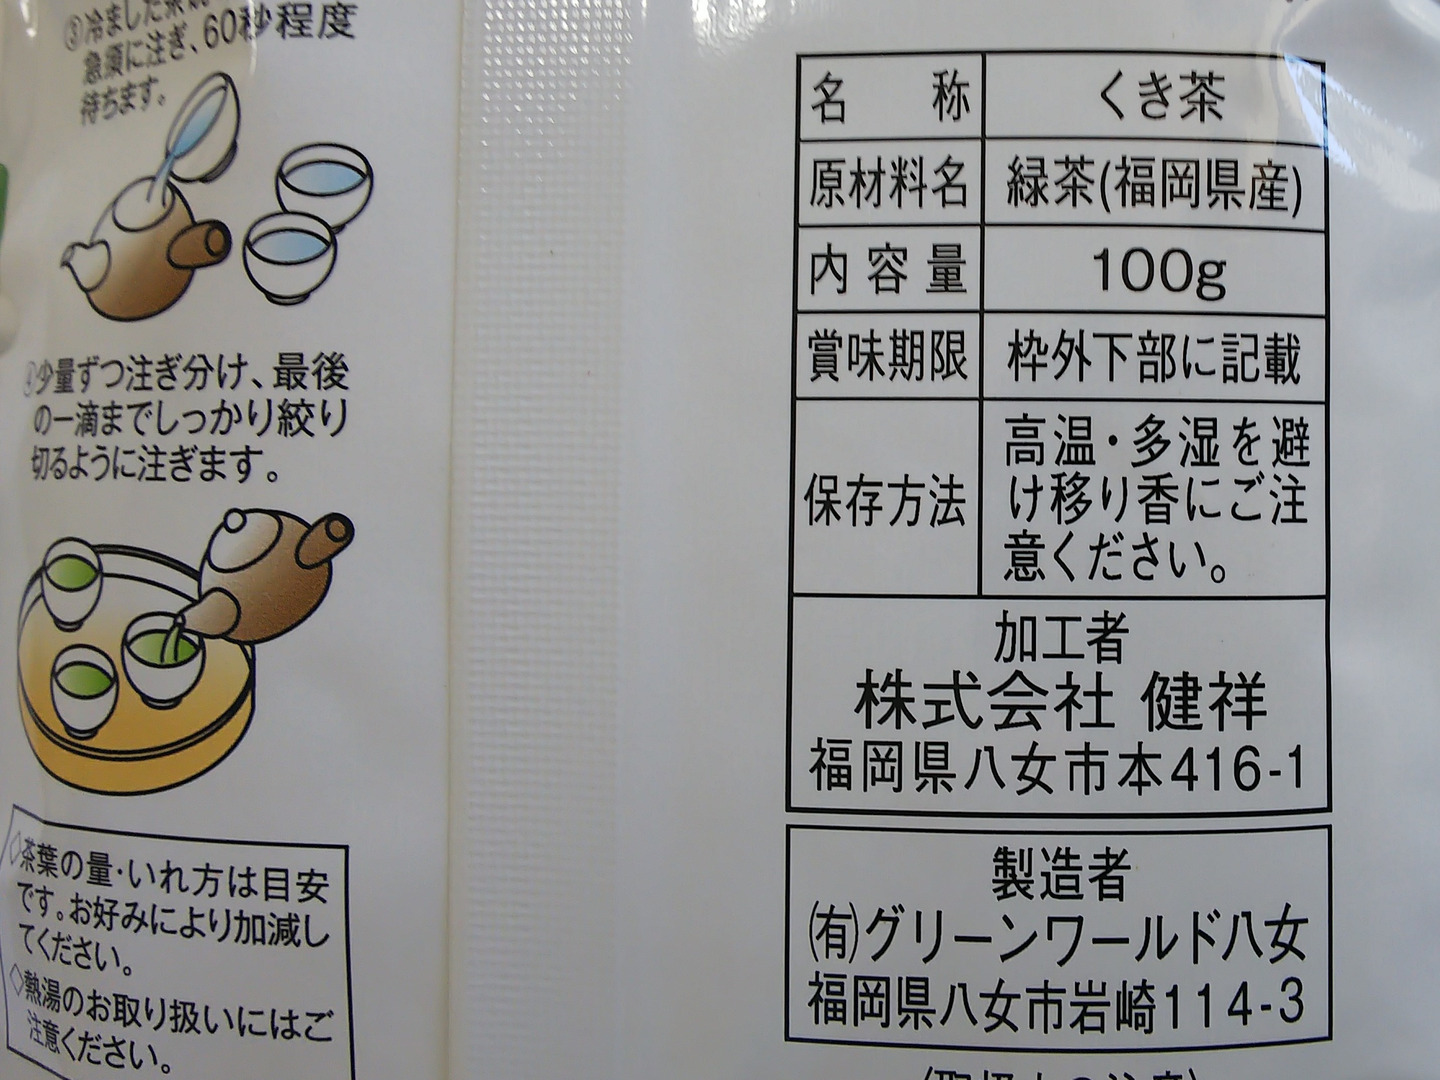 ③冷ました
急須に注ぎ、60秒程度
待ちます。
④少量ずつ注ぎ分け、最後
の一滴までしっかり絞り
切るように注ぎます。
◇茶葉の量・いれ方は目安
です。お好みにより加減し
てください。
◇熱湯のお取り扱いにはご
注意ください。
名称 くき茶
原材料名 緑茶(福岡県産)
内容量 100g
賞味期限 枠外下部に記載
保存方法 高温・多湿を避
け移り香にご注
意ください。
加工者
株式会社 健祥
福岡県八女市本416-1
製造者
㈲グリーンワールド八女
福岡県八女市岩崎114-3